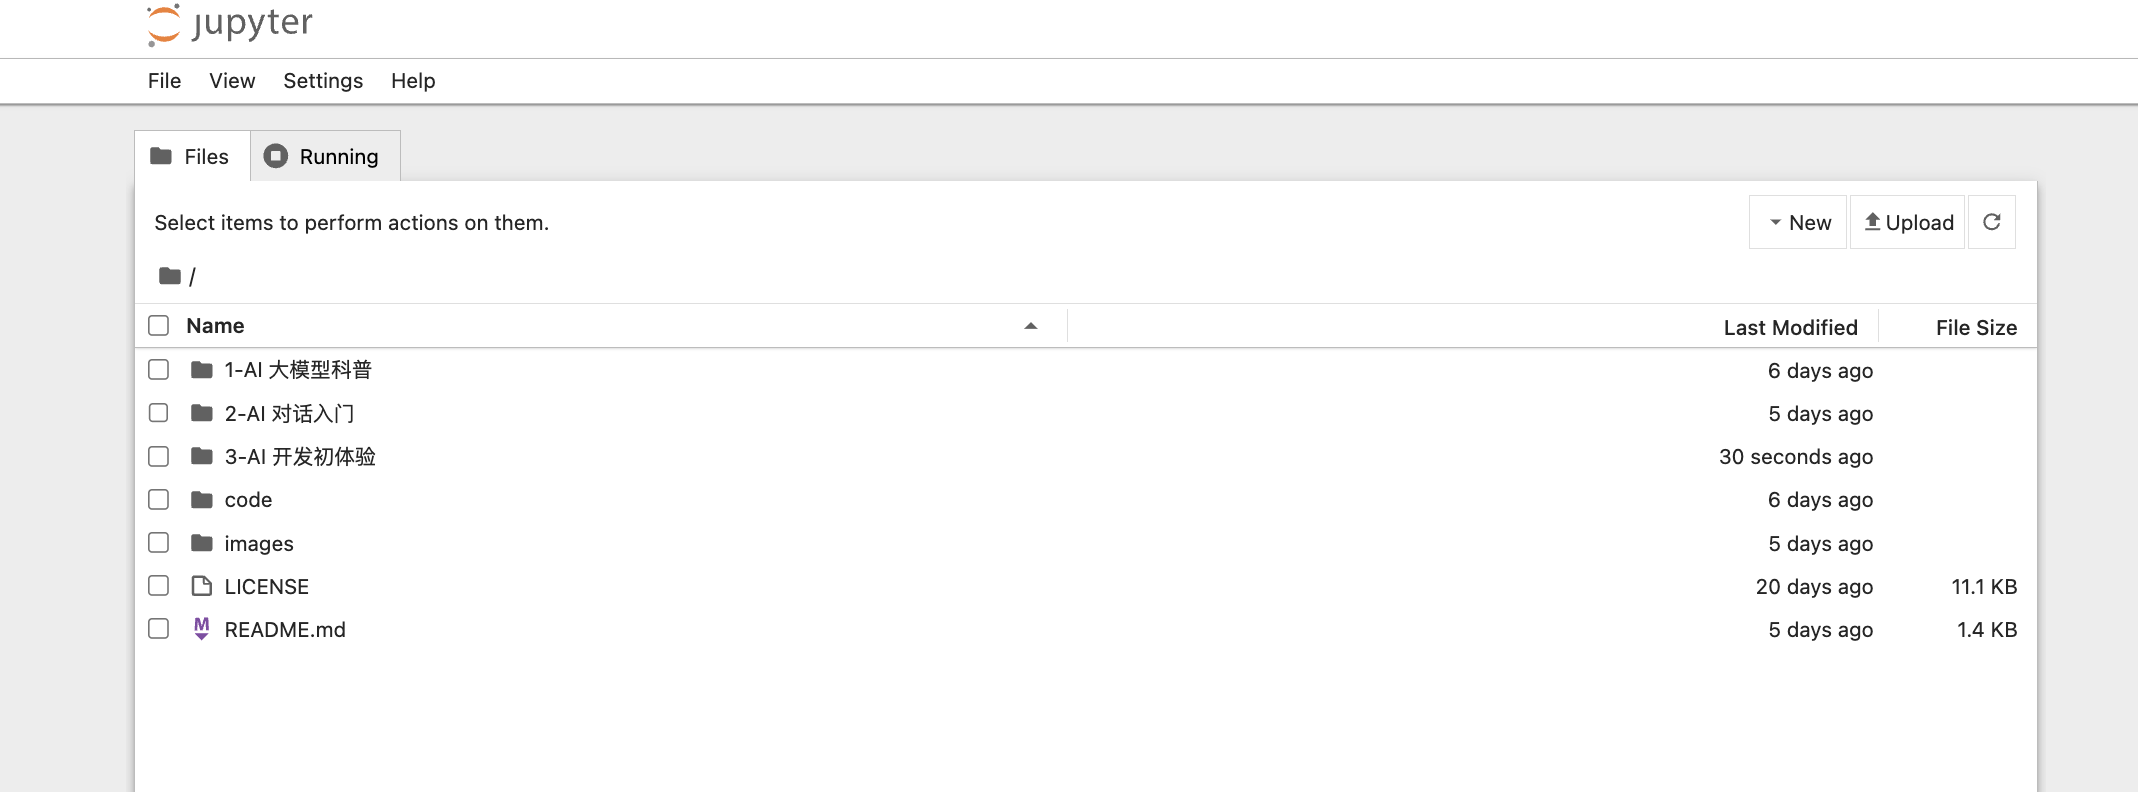 jupyter
File View Settings Help
Files Running
Select items to perform actions on them.
New Upload
/
Name Last Modified File Size
1-AI 大模型科普 6 days ago
2-AI 对话入门 5 days ago
3-AI 开发初体验 30 seconds ago
code 6 days ago
images 5 days ago
LICENSE 20 days ago 11.1 KB
README.md 5 days ago 1.4 KB